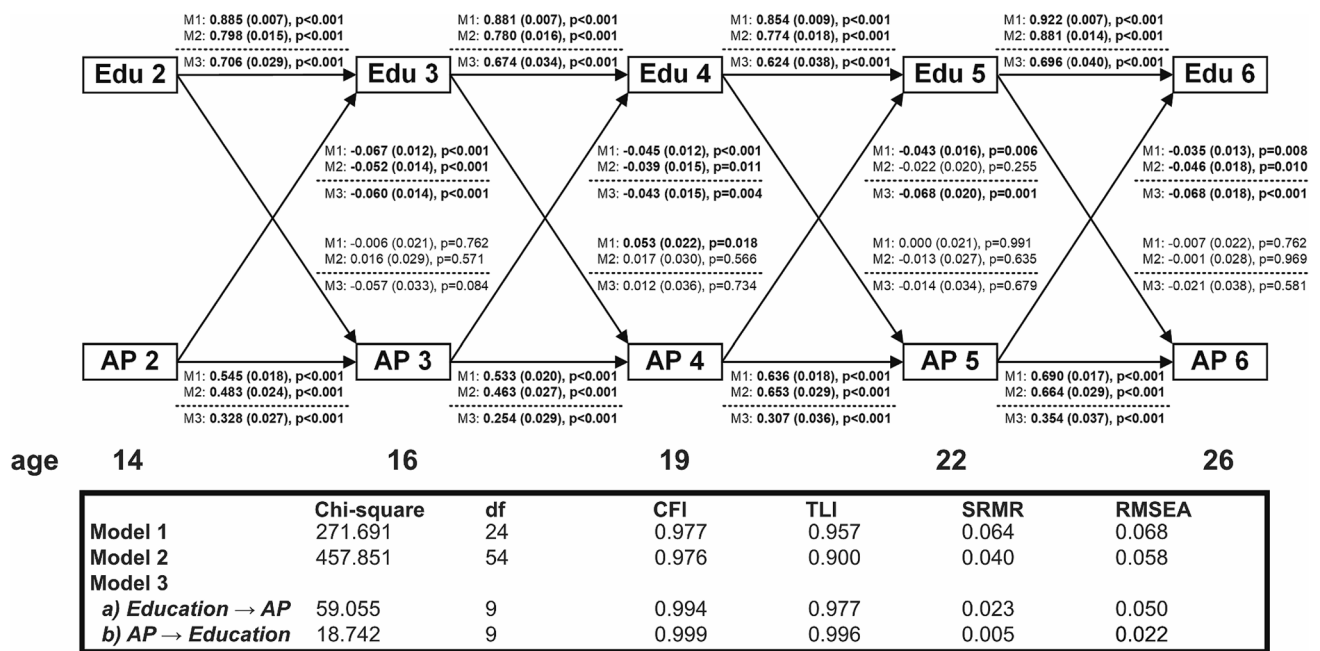 M1: 0.885 (0.007), p<0.001 M1: 0.881 (0.007), p<0.001 M1: 0.854 (0.009), p<0.001 M1: 0.922 (0.007), p<0.001
M2: 0.798 (0.015), p<0.001 M2: 0.780 (0.016), p<0.001 M2: 0.774 (0.018), p<0.001 M2: 0.881 (0.014), p<0.001
M3: 0.706 (0.029), p<0.001 M3: 0.674 (0.034), p<0.001 M3: 0.624 (0.038), p<0.001 M3: 0.696 (0.040), p<0.001
Edu 2 Edu 3 Edu 4 Edu 5 Edu 6
M1: -0.067 (0.012), p<0.001 M1: -0.045 (0.012), p<0.001 M1: -0.043 (0.016), p=0.006 M1: -0.035 (0.013), p=0.008
M2: -0.052 (0.014), p<0.001 M2: -0.039 (0.015), p=0.011 M2: -0.022 (0.020), p=0.255 M2: -0.046 (0.018), p=0.010
M3: -0.060 (0.014), p<0.001 M3: -0.043 (0.015), p=0.004 M3: -0.068 (0.020), p=0.001 M3: -0.068 (0.018), p<0.001
M1: -0.006 (0.021), p=0.762 M1: 0.053 (0.022), p=0.018 M1: 0.000 (0.021), p=0.991 M1: -0.007 (0.022), p=0.762
M2: 0.016 (0.029), p=0.571 M2: 0.017 (0.030), p=0.566 M2: -0.013 (0.027), p=0.635 M2: -0.001 (0.028), p=0.969
M3: -0.057 (0.033), p=0.084 M3: 0.012 (0.036), p=0.734 M3: -0.014 (0.034), p=0.679 M3: -0.021 (0.038), p=0.581
AP 2 AP 3 AP 4 AP 5 AP 6
M1: 0.545 (0.018), p<0.001 M1: 0.533 (0.020), p<0.001 M1: 0.636 (0.018), p<0.001 M1: 0.690 (0.017), p<0.001
M2: 0.483 (0.024), p<0.001 M2: 0.463 (0.027), p<0.001 M2: 0.653 (0.029), p<0.001 M2: 0.664 (0.029), p<0.001
M3: 0.328 (0.027), p<0.001 M3: 0.254 (0.029), p<0.001 M3: 0.307 (0.036), p<0.001 M3: 0.354 (0.037), p<0.001
age 14 16 19 22 26
Chi-square df CFI TLI SRMR RMSEA
Model 1 271.691 24 0.977 0.957 0.064 0.068
Model 2 457.851 54 0.976 0.900 0.040 0.058
Model 3
a) Education → AP 59.055 9 0.994 0.977 0.023 0.050
b) AP → Education 18.742 9 0.999 0.996 0.005 0.022